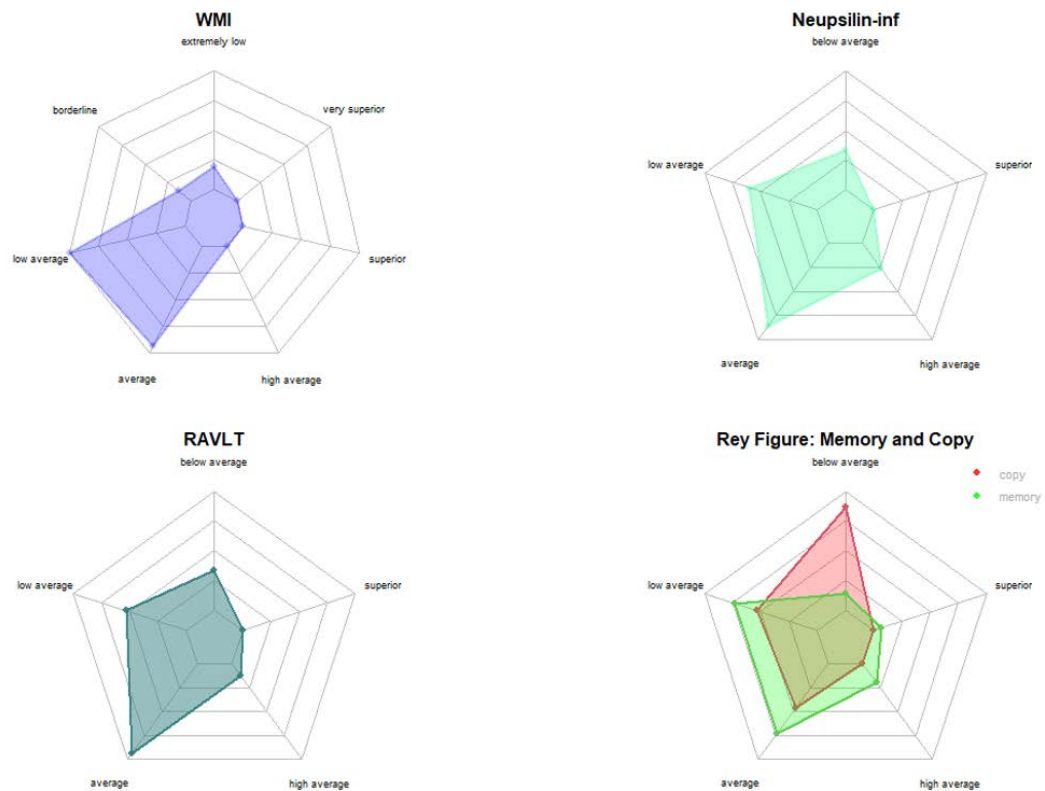 WMI
extremely low
borderline
very superior
low average
superior
average
high average
Neupsilin-inf
below average
low average
superior
average
high average
RAVLT
below average
low average
superior
average
high average
Rey Figure: Memory and Copy
below average
copy
memory
low average
superior
average
high average